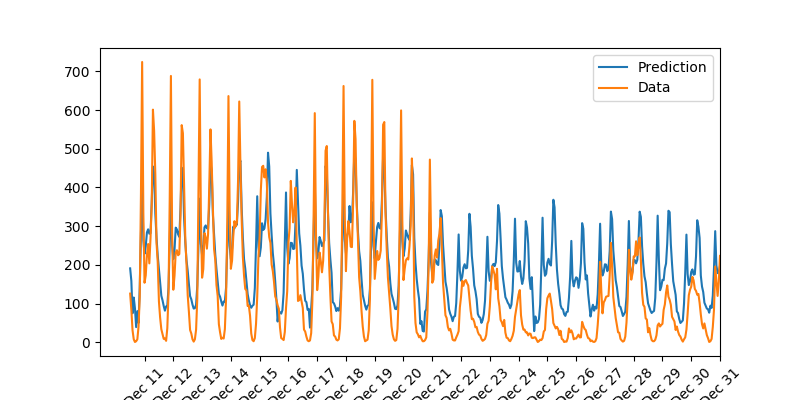 700
600
500
400
300
200
100
0
Prediction
Data
Dec 11
Dec 12
Dec 13
Dec 14
Dec 15
Dec 16
Dec 17
Dec 18
Dec 19
Dec 20
Dec 21
Dec 22
Dec 23
Dec 24
Dec 25
Dec 26
Dec 27
Dec 28
Dec 29
Dec 30
Dec 31